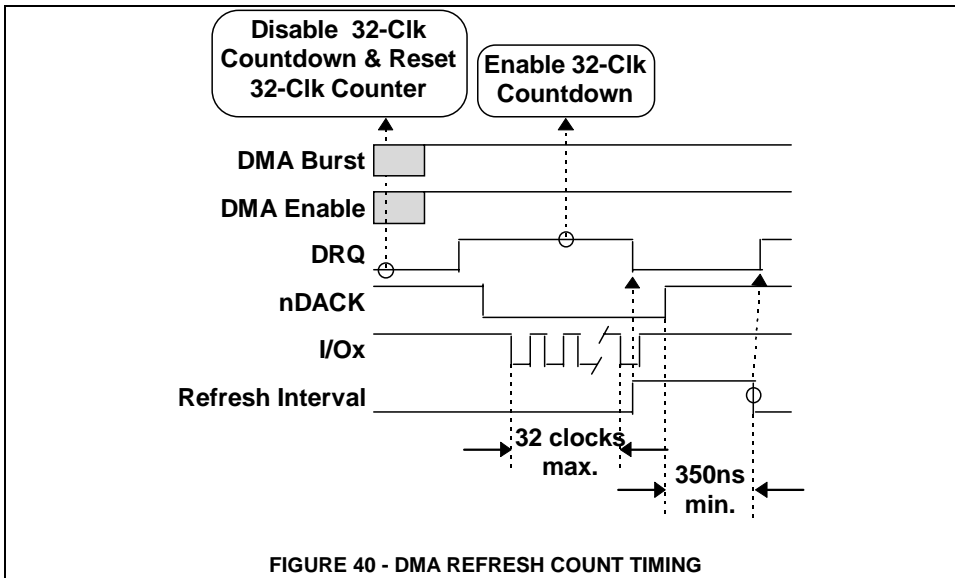 Disable 32-Clk
Countdown & Reset
32-Clk Counter
Enable 32-Clk
Countdown
DMA Burst
DMA Enable
DRQ
nDACK
I/Ox
Refresh Interval
32 clocks
max.
350ns
min.
FIGURE 40 - DMA REFRESH COUNT TIMING